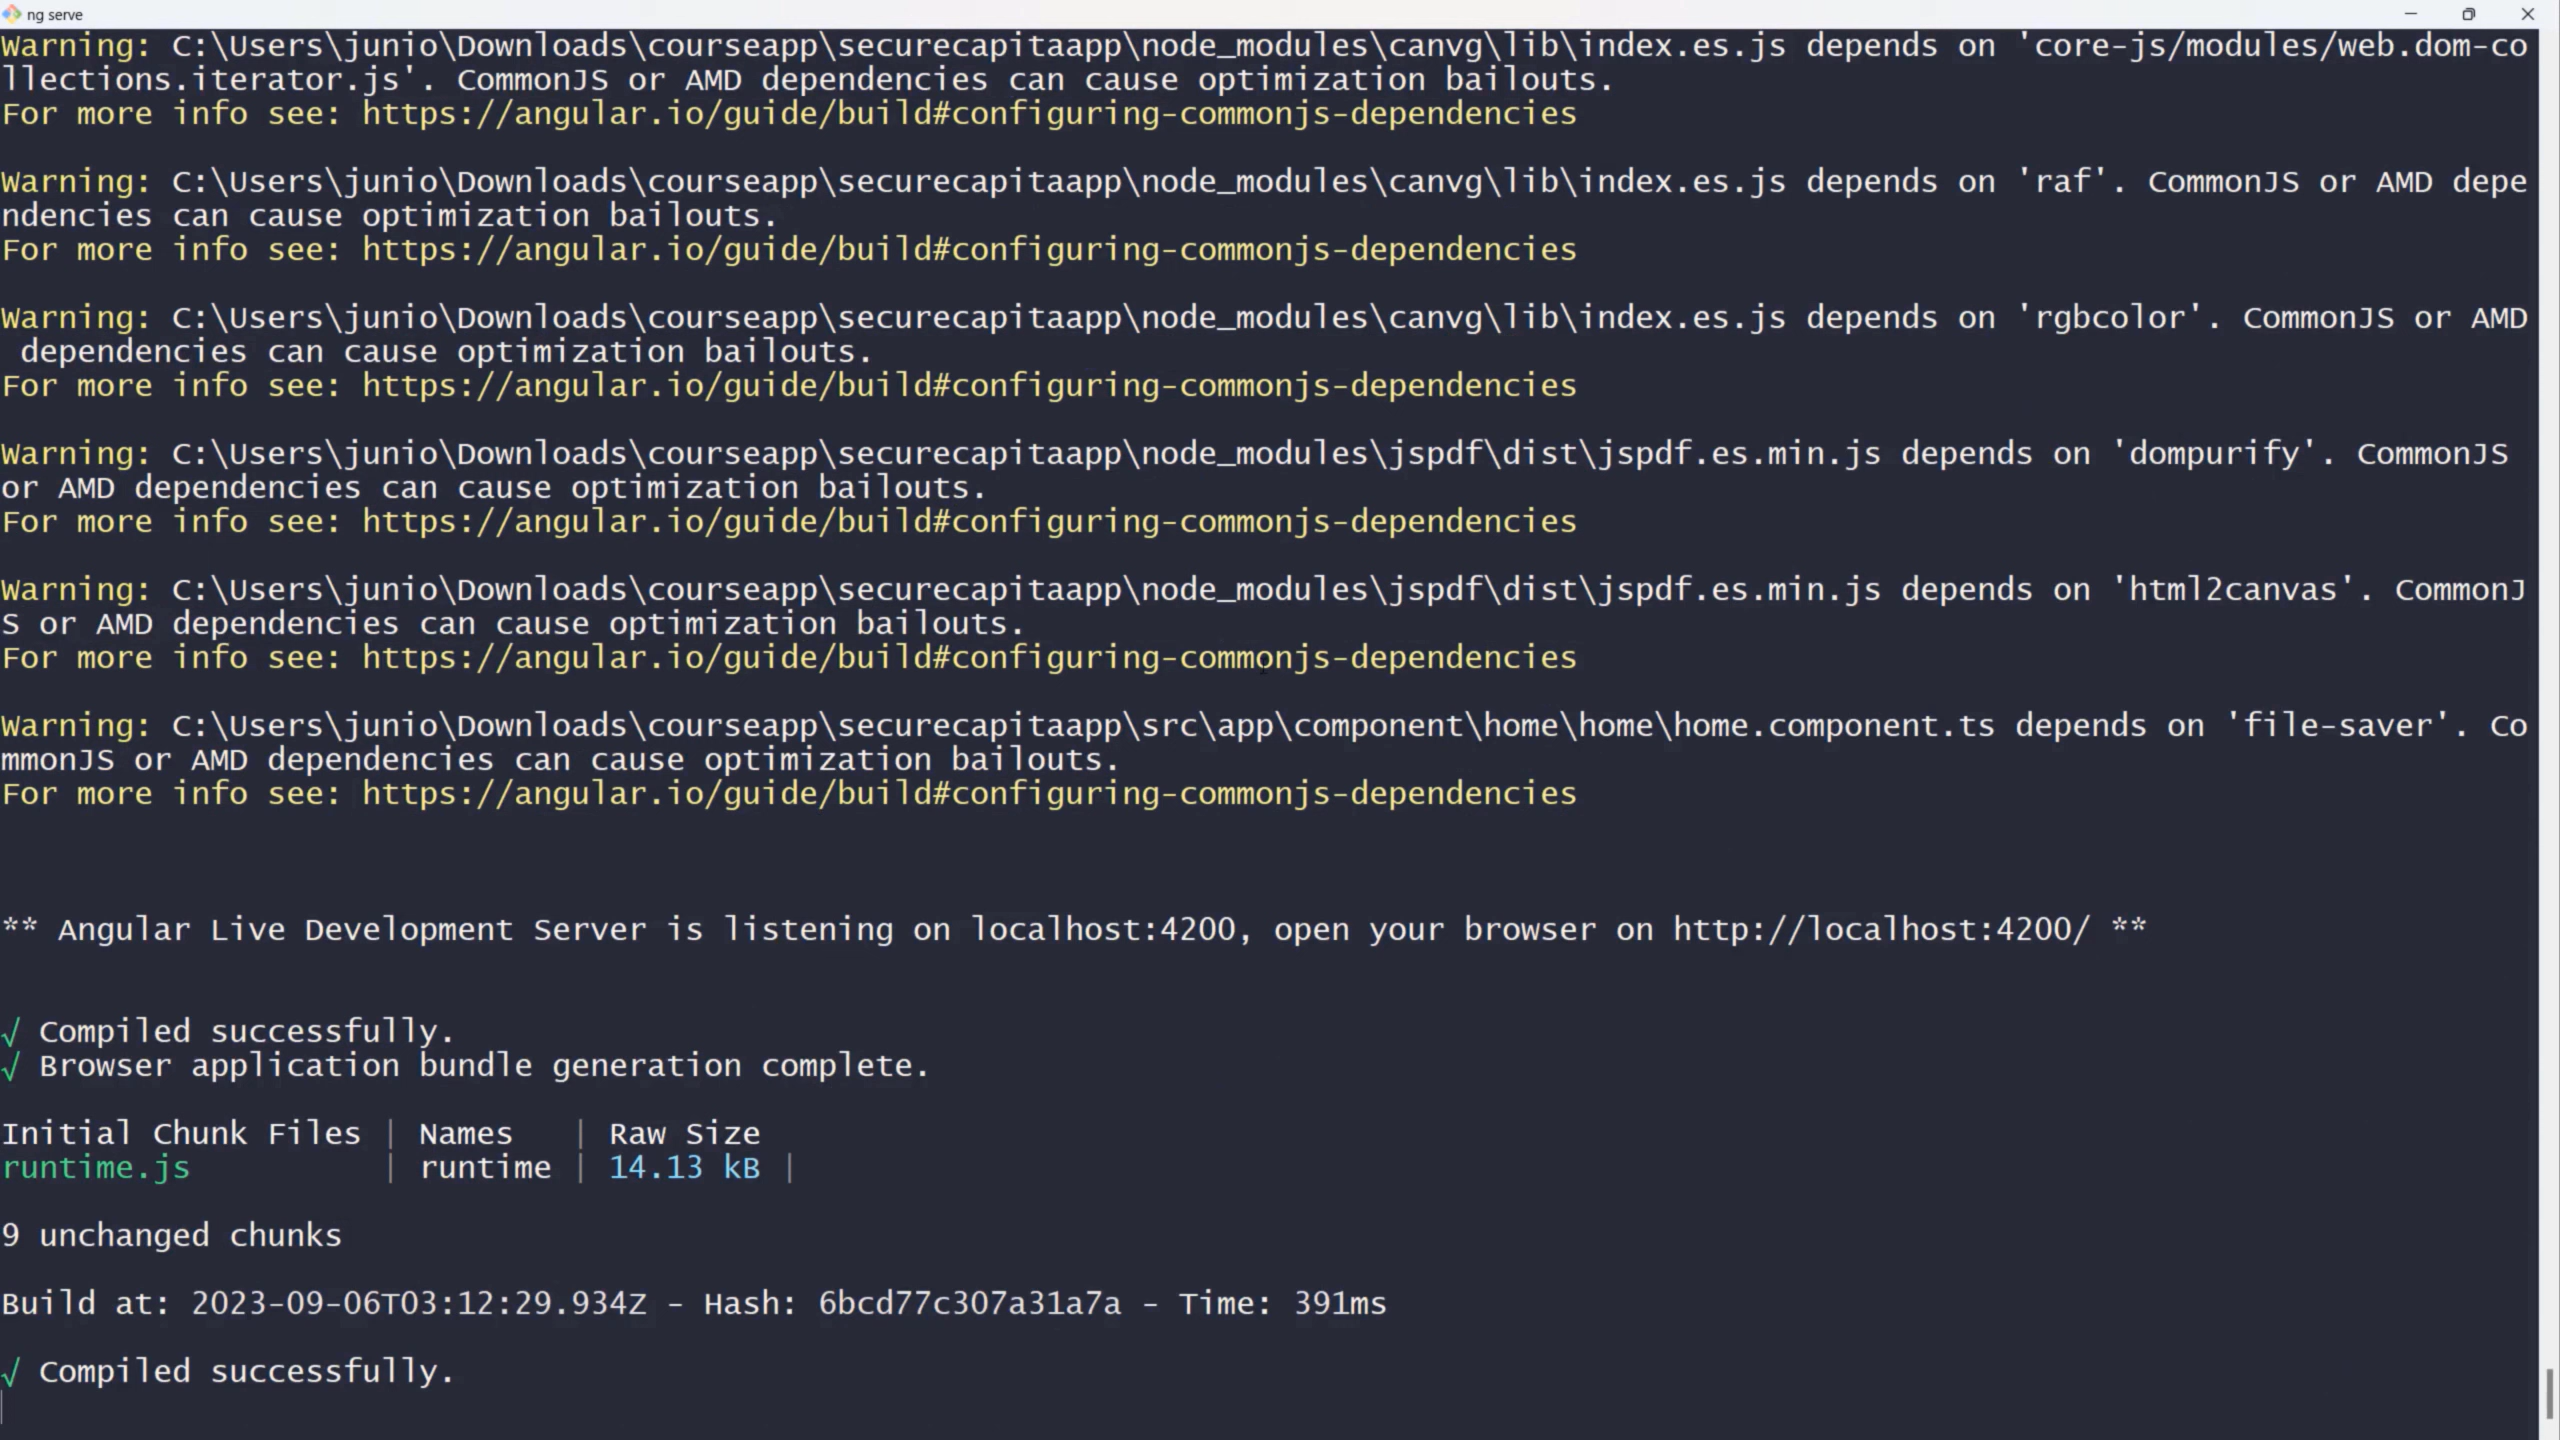 ng serve
Warning: C:\Users\junio\Downloads\courseapp\securecapitaapp\node_modules\canvg\lib\index.es.js depends on 'core-js/modules/web.dom-co
llections.iterator.js'. CommonJS or AMD dependencies can cause optimization bailouts.
For more info see: https://angular.io/guide/build#configuring-commonjs-dependencies
Warning: C:\Users\junio\Downloads\courseapp\securecapitaapp\node_modules\canvg\lib\index.es.js depends on 'raf'. CommonJS or AMD depe
ndencies can cause optimization bailouts.
For more info see: https://angular.io/guide/build#configuring-commonjs-dependencies
Warning: C:\Users\junio\Downloads\courseapp\securecapitaapp\node_modules\canvg\lib\index.es.js depends on 'rgbcolor'. CommonJS or AMD
 dependencies can cause optimization bailouts.
For more info see: https://angular.io/guide/build#configuring-commonjs-dependencies
Warning: C:\Users\junio\Downloads\courseapp\securecapitaapp\node_modules\jspdf\dist\jspdf.es.min.js depends on 'dompurify'. CommonJS
or AMD dependencies can cause optimization bailouts.
For more info see: https://angular.io/guide/build#configuring-commonjs-dependencies
Warning: C:\Users\junio\Downloads\courseapp\securecapitaapp\node_modules\jspdf\dist\jspdf.es.min.js depends on 'html2canvas'. CommonJ
S or AMD dependencies can cause optimization bailouts.
For more info see: https://angular.io/guide/build#configuring-commonjs-dependencies
Warning: C:\Users\junio\Downloads\courseapp\securecapitaapp\src\app\component\home\home\home.component.ts depends on 'file-saver'. Co
mmonJS or AMD dependencies can cause optimization bailouts.
For more info see: https://angular.io/guide/build#configuring-commonjs-dependencies
** Angular Live Development Server is listening on localhost:4200, open your browser on http://localhost:4200/ **
√ Compiled successfully.
√ Browser application bundle generation complete.
Initial Chunk Files | Names   | Raw Size
runtime.js          | runtime | 14.13 kB |
9 unchanged chunks
Build at: 2023-09-06T03:12:29.934Z - Hash: 6bcd77c307a31a7a - Time: 391ms
√ Compiled successfully.